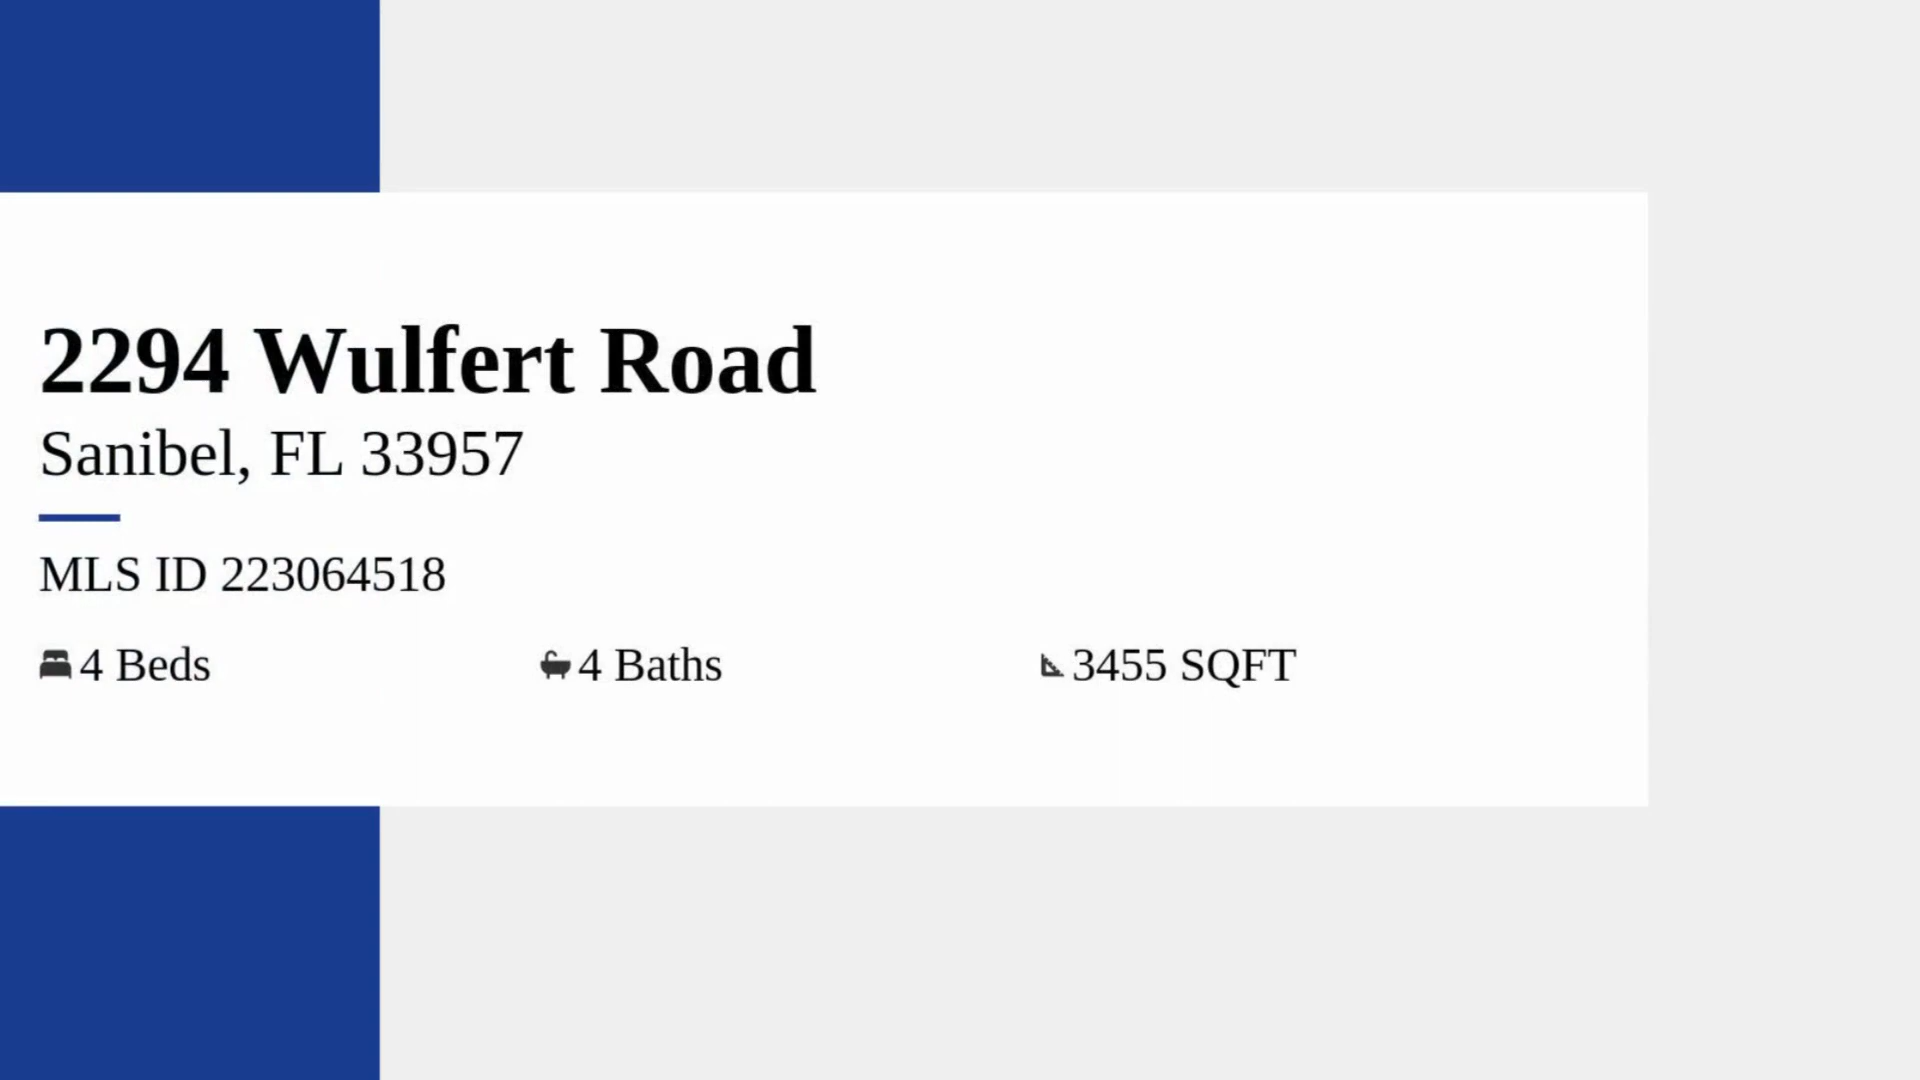 2294 Wulfert Road
Sanibel, FL 33957
MLS ID 223064518
4 Beds 4 Baths 3455 SQFT